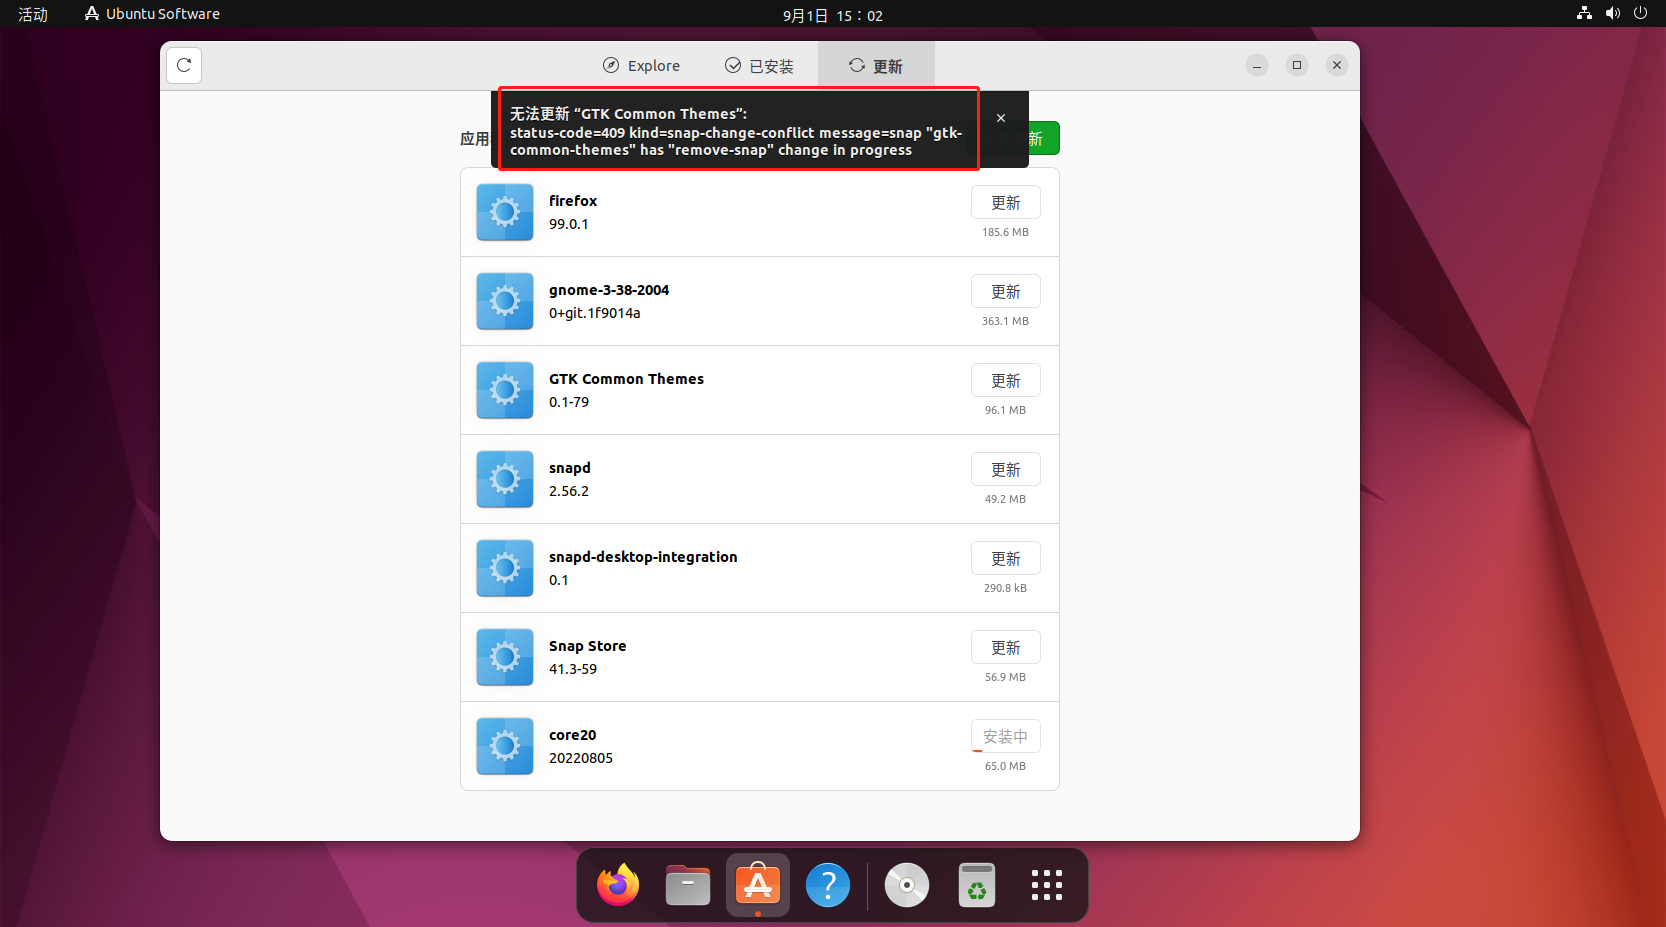 活动
Ubuntu Software
9月1日 15：02
Explore
已安装
更新
无法更新 “GTK Common Themes”:
status-code=409 kind=snap-change-conflict message=snap "gtk-
common-themes" has "remove-snap" change in progress
应用
新
firefox
99.0.1
更新
185.6 MB
gnome-3-38-2004
0+git.1f9014a
更新
363.1 MB
GTK Common Themes
0.1-79
更新
96.1 MB
snapd
2.56.2
更新
49.2 MB
snapd-desktop-integration
0.1
更新
290.8 kB
Snap Store
41.3-59
更新
56.9 MB
core20
20220805
安装中
65.0 MB